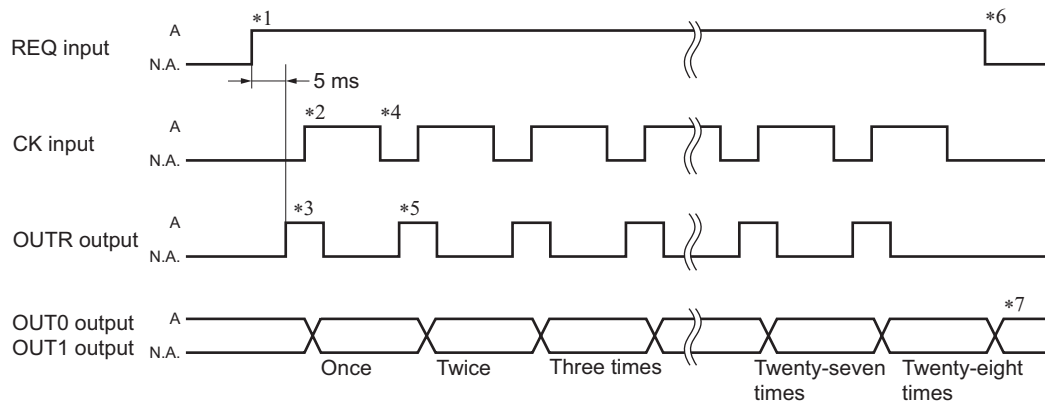 *1
*6
A
REQ input
N.A.
5 ms
*2
*4
A
CK input
N.A.
*3
*5
A
OUTR output
N.A.
*7
OUT0 output
A
OUT1 output
N.A.
Once
Twice
Three times
Twenty-seven
times
Twenty-eight
times